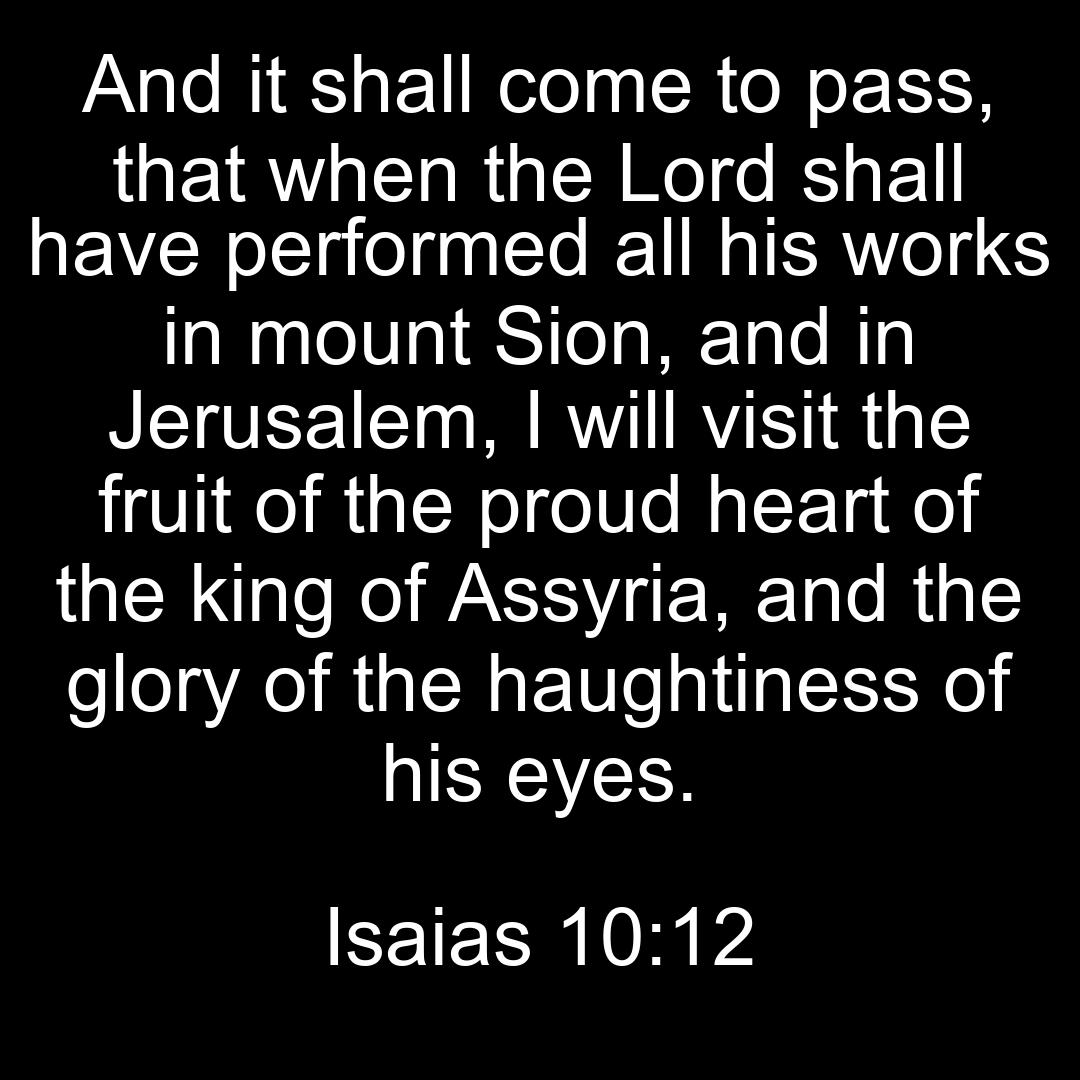 And it shall come to pass,
that when the Lord shall
have performed all his works
in mount Sion, and in
Jerusalem, I will visit the
fruit of the proud heart of
the king of Assyria, and the
glory of the haughtiness of
his eyes.
Isaias 10:12